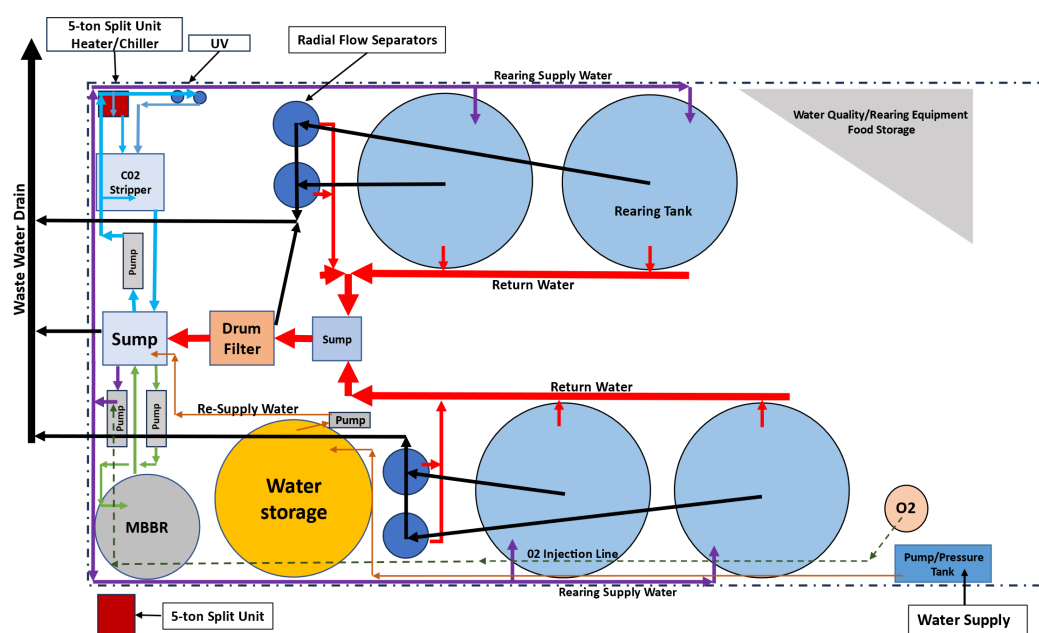 5-ton Split Unit
Heater/Chiller
UV
Radial Flow Separators
Rearing Supply Water
Water Quality/Rearing Equipment
Food Storage
C02
Stripper
Rearing Tank
Waste Water Drain
Pump
Return Water
Sump
Drum
Filter
Sump
Return Water
Pump
Pump
Re-Supply Water
Pump
Water
storage
MBBR
O2
02 Injection Line
Pump/Pressure
Tank
Rearing Supply Water
5-ton Split Unit
Water Supply